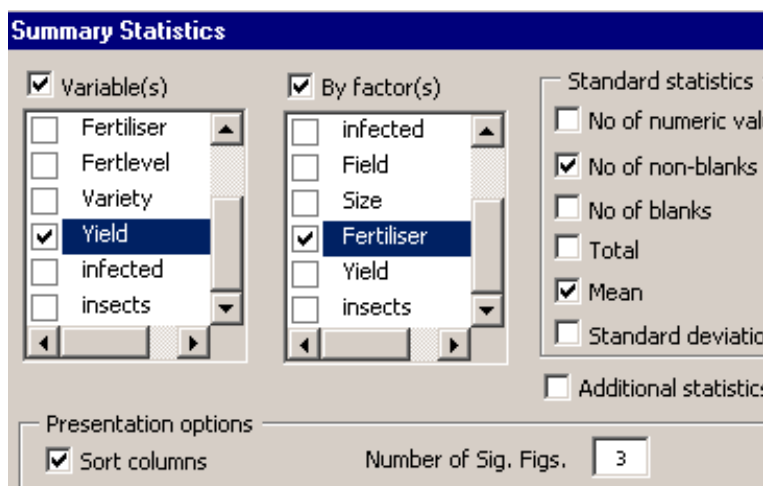 Summary Statistics
Variable(s)
Fertiliser
Fertlevel
Variety
Yield
infected
insects
By factor(s)
infected
Field
Size
Fertiliser
Yield
insects
Standard statistics
No of numeric val
No of non-blanks
No of blanks
Total
Mean
Standard deviatio
Additional statistics
Presentation options
Sort columns
Number of Sig. Figs. 3